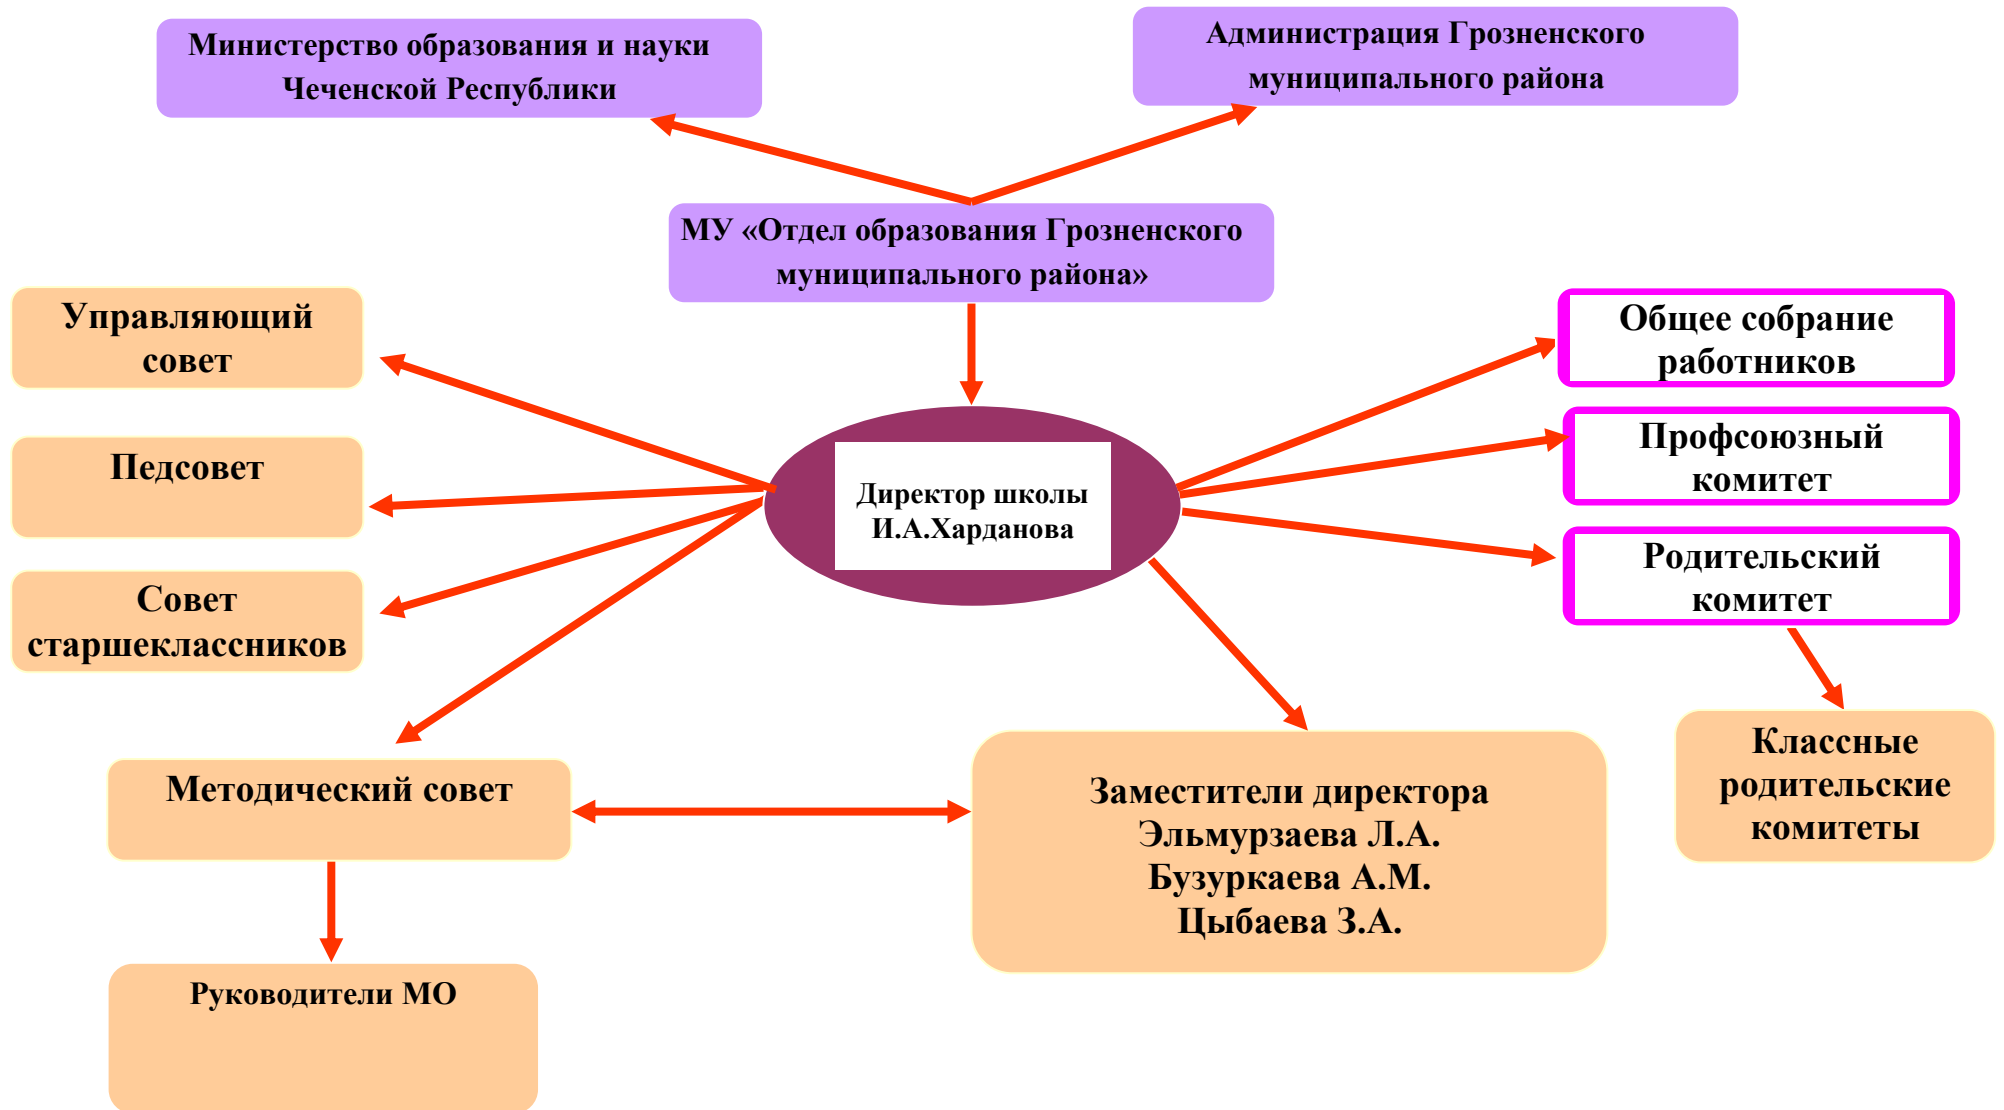 Министерство образования и науки
Чеченской Республики
Администрация Грозненского
муниципального района
МУ «Отдел образования Грозненского
муниципального района»
Управляющий
совет
Общее собрание
работников
Педсовет
Профсоюзный
комитет
Директор школы
И.А.Харданова
Совет
старшеклассников
Родительский
комитет
Методический совет
Заместители директора
Эльмурзаева Л.А.
Бузуркаева А.М.
Цыбаева З.А.
Классные
родительские
комитеты
Руководители МО